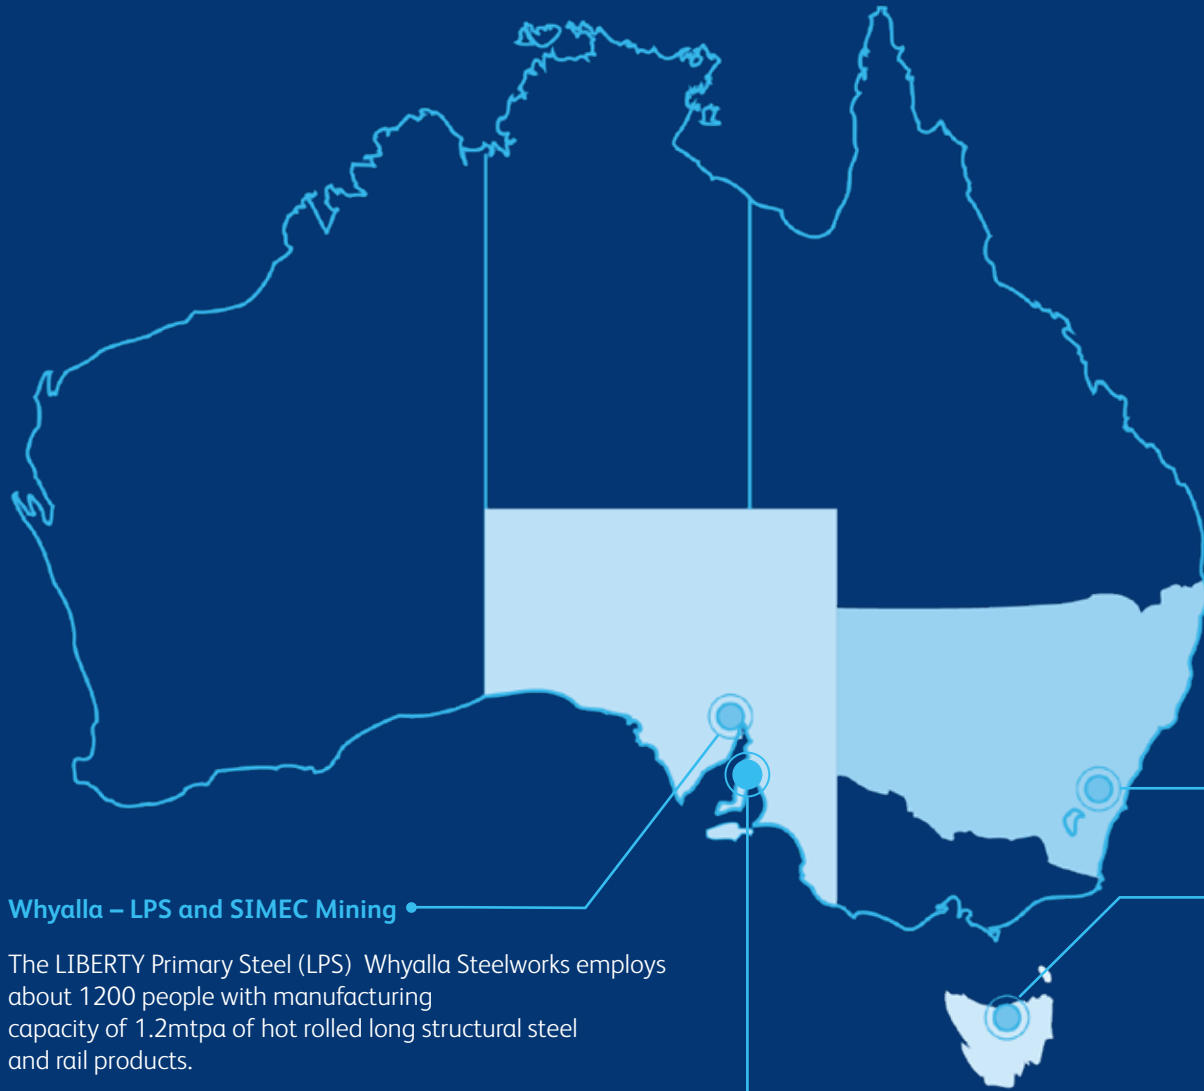 Whyalla – LPS and SIMEC Mining
The LIBERTY Primary Steel (LPS)  Whyalla Steelworks employs
about 1200 people with manufacturing
capacity of 1.2mtpa of hot rolled long structural steel
and rail products.